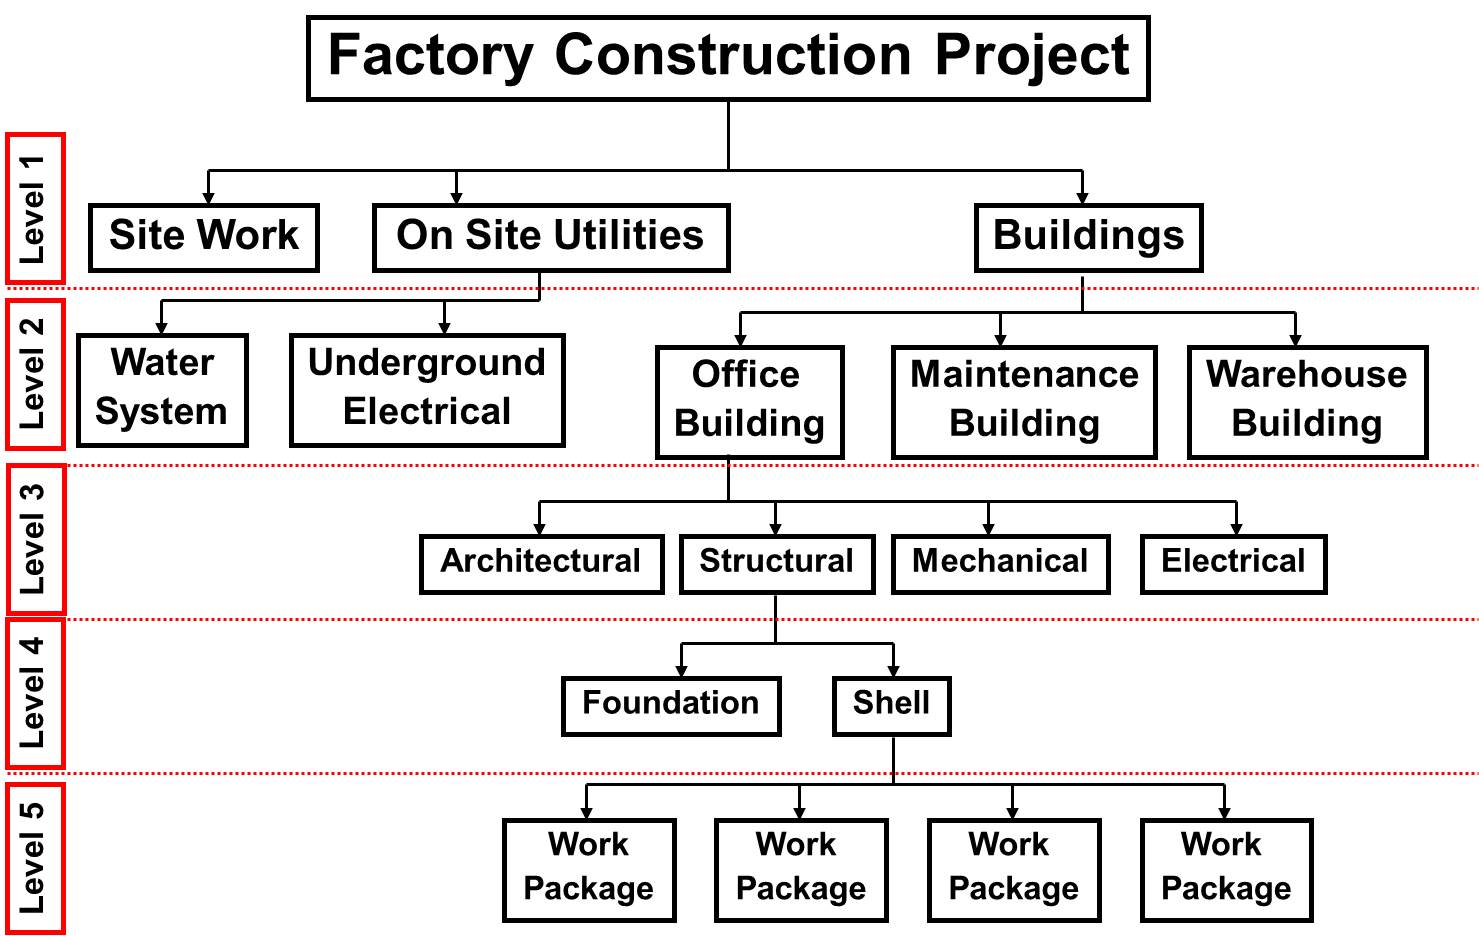 Factory Construction Project
Level 1
Site Work
On Site Utilities
Buildings
Level 2
Water
System
Underground
Electrical
Office
Building
Maintenance
Building
Warehouse
Building
Level 3
Architectural
Structural
Mechanical
Electrical
Level 4
Foundation
Shell
Level 5
Work
Package
Work
Package
Work
Package
Work
Package